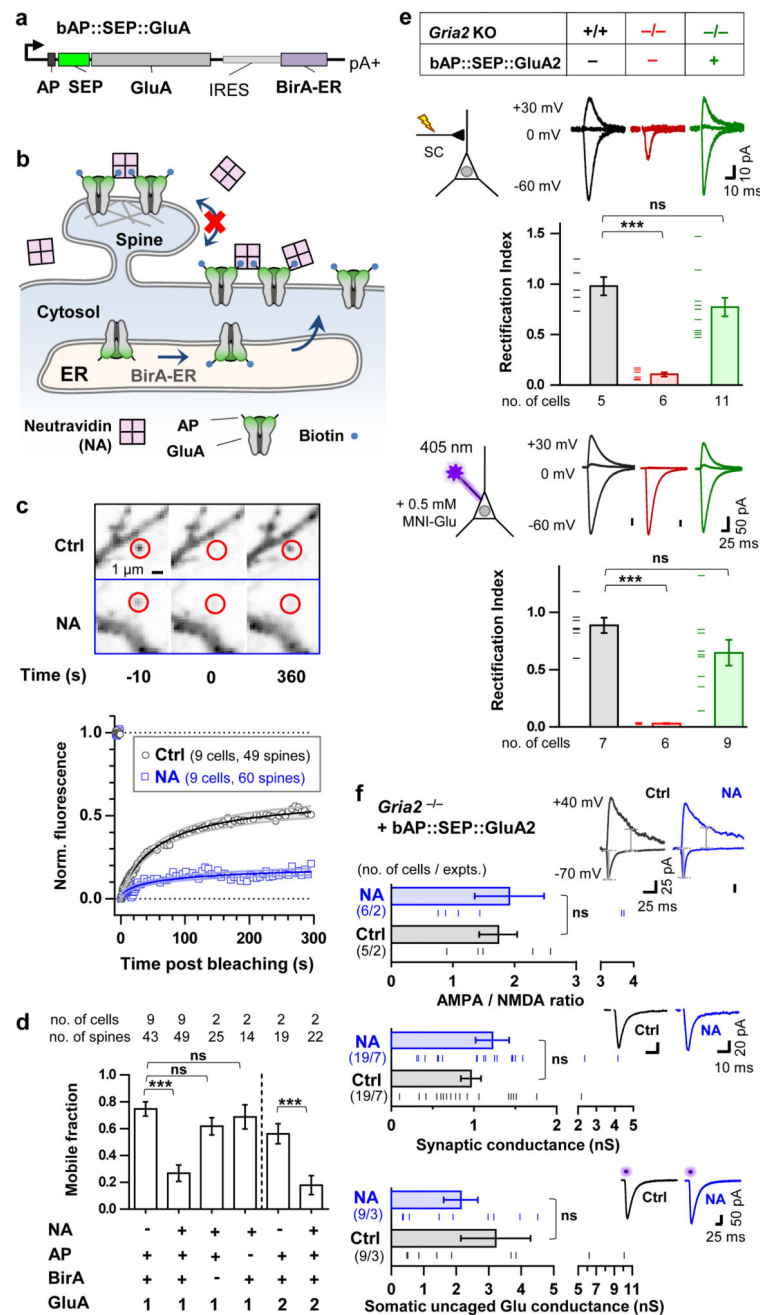 a
bAP::SEP::GluA
AP SEP GluA IRES BirA-ER pA+
b
Spine
Cytosol
ER BirA-ER
Neutravidin (NA)
AP
GluA
Biotin
c
Ctrl
1 µm
NA
Time (s) -10 0 360
Norm. fluorescence
1.0
0.5
0.0
Ctrl (9 cells, 49 spines)
NA (9 cells, 60 spines)
0 100 200 300
Time post bleaching (s)
d
no. of cells 9 9 2 2 2 2
no. of spines 43 49 25 14 19 22
ns
ns
*** ***
Mobile fraction
1.0
0.8
0.6
0.4
0.2
0.0
NA - + + + - +
AP + + + - + +
BirA + + - + + +
GluA 1 1 1 1 2 2
e
Gria2 KO +/+ −/− −/−
bAP::SEP::GluA2 − − +
SC
+30 mV
0 mV
-60 mV
10 pA
10 ms
ns
***
Rectification Index
1.5
1.0
0.5
0.0
no. of cells 5 6 11
405 nm
+ 0.5 mM
MNI-Glu
+30 mV
0 mV
-60 mV
50 pA
25 ms
ns
***
Rectification Index
1.0
0.5
0.0
no. of cells 7 6 9
f
Gria2 −/−
+ bAP::SEP::GluA2
Ctrl NA
+40 mV
-70 mV
25 pA
25 ms
(no. of cells / expts.)
NA
(6/2)
Ctrl
(5/2)
ns
0 1 2 3 3 4
AMPA / NMDA ratio
NA
(19/7)
Ctrl
(19/7)
ns
Ctrl NA
20 pA
10 ms
0 1 2 2 3 4 5
Synaptic conductance (nS)
NA
(9/3)
Ctrl
(9/3)
ns
Ctrl NA
50 pA
25 ms
0 1 2 3 4 5 5 7 9 11
Somatic uncaged Glu conductance (nS)